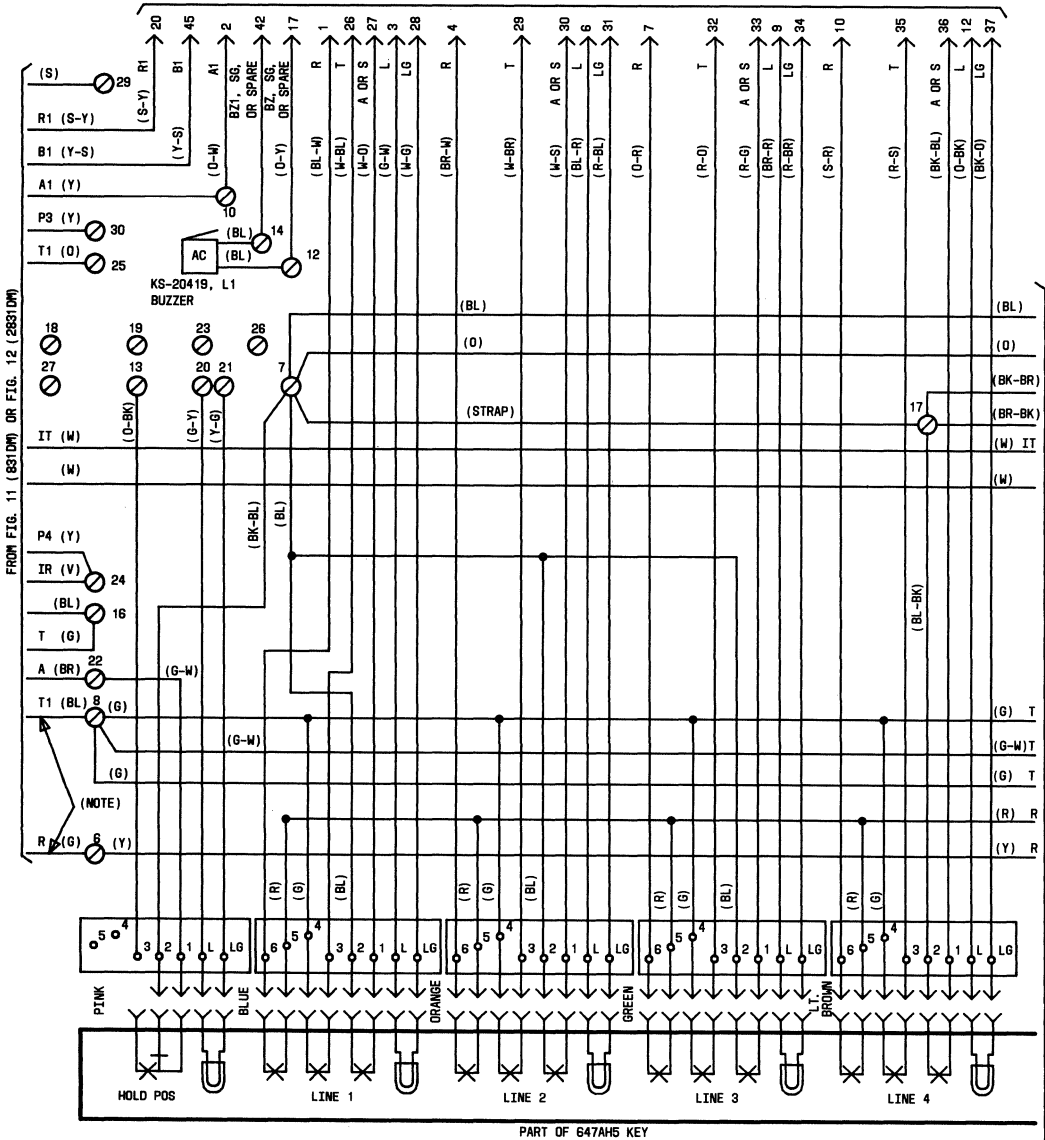 20 45 2 42 17 1 26 27 3 28 4 29 30 6 31 7 32 33 9 34 10 35 36 12 37
R1 B1 A1 BZ1, SG, OR SPARE BZ, SG, OR SPARE R T A OR S L LG R T A OR S L LG R T A OR S L LG R T A OR S L LG
(S-Y) (Y-S) (O-W) (O-Y) (BL-W) (W-BL) (W-O) (G-W) (W-G) (BR-W) (W-BR) (W-S) (BL-R) (R-BL) (O-R) (R-O) (R-G) (BR-R) (R-BR) (S-R) (R-S) (BK-BL) (O-BK) (BK-O)
FROM FIG. 11 (831DM) OR FIG. 12 (2831DM)
(S) 29
R1 (S-Y)
B1 (Y-S)
A1 (Y) 10
P3 (Y) 30
T1 (O) 25
(BL) 14
AC (BL) 12
KS-20419, L1
BUZZER
(BL) (BL)
18 19 23 26
(O) (O)
27 13 20 21 7
(BK-BR)
(STRAP) 17 (BR-BK)
(O-BK) (G-Y) (Y-G)
IT (W) (W) IT
(W) (W)
(BK-BL) (BL)
P4 (Y)
IR (V) 24
(BL) 16
T (G)
(BL-BK)
A (BR) 22 (G-W)
T1 (BL) 8 (G) (G) T
(G-W) (G-W)T
(G) (G) T
(NOTE)
(R) R
R (G) 6 (Y) (Y) R
(R) (G) (BL) (R) (G) (BL) (R) (G) (BL) (R) (G)
5 4 3 2 1 L LG
6 5 4 3 2 1 L LG
6 5 4 3 2 1 L LG
6 5 4 3 2 1 L LG
6 5 4 3 2 1 L LG
PINK BLUE ORANGE GREEN LT. BROWN
HOLD POS LINE 1 LINE 2 LINE 3 LINE 4
PART OF 647AH5 KEY